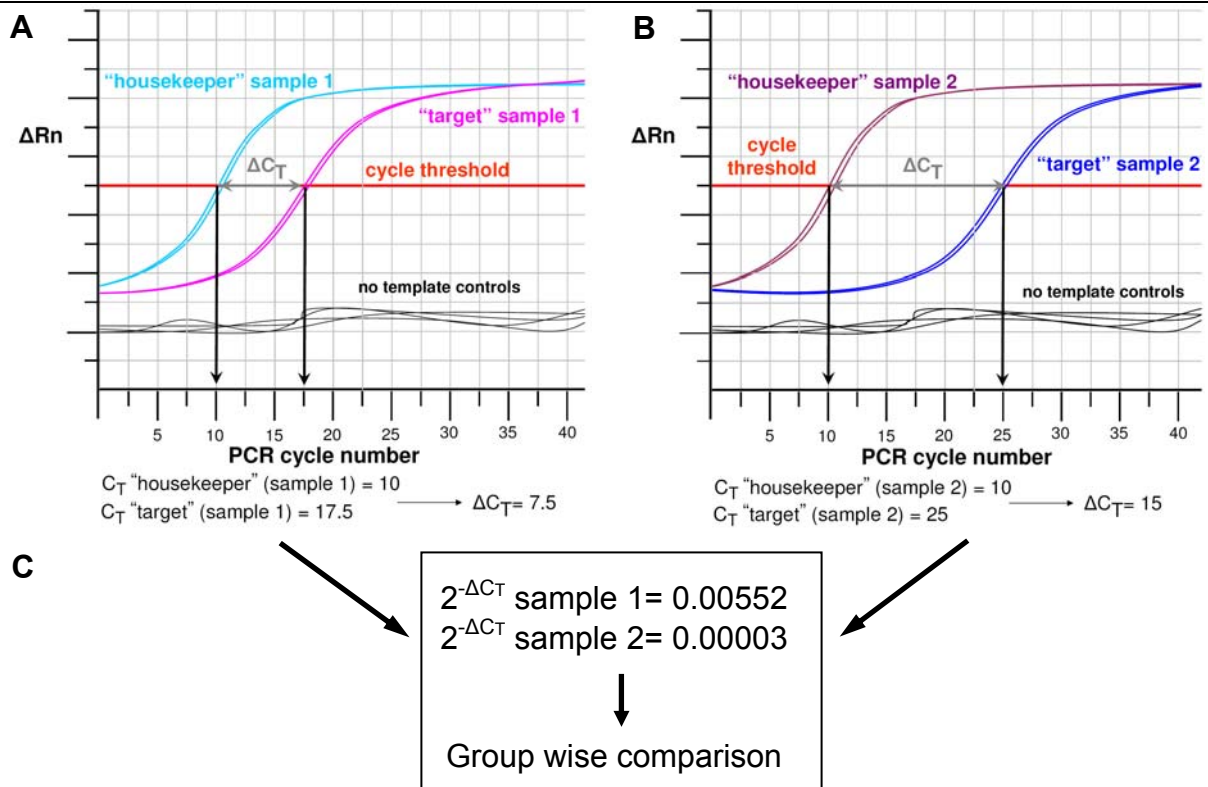 A
"housekeeper" sample 1
"target" sample 1
ΔRn
ΔCT
cycle threshold
no template controls
5 10 15 20 25 30 35 40
PCR cycle number
CT "housekeeper" (sample 1) = 10
CT "target" (sample 1) = 17.5
ΔCT= 7.5
B
"housekeeper" sample 2
ΔRn
cycle
threshold
ΔCT
"target" sample 2
no template controls
5 10 15 20 25 30 35 40
PCR cycle number
CT "housekeeper" (sample 2) = 10
CT "target" (sample 2) = 25
ΔCT= 15
C
2-ΔCT sample 1= 0.00552
2-ΔCT sample 2= 0.00003
Group wise comparison